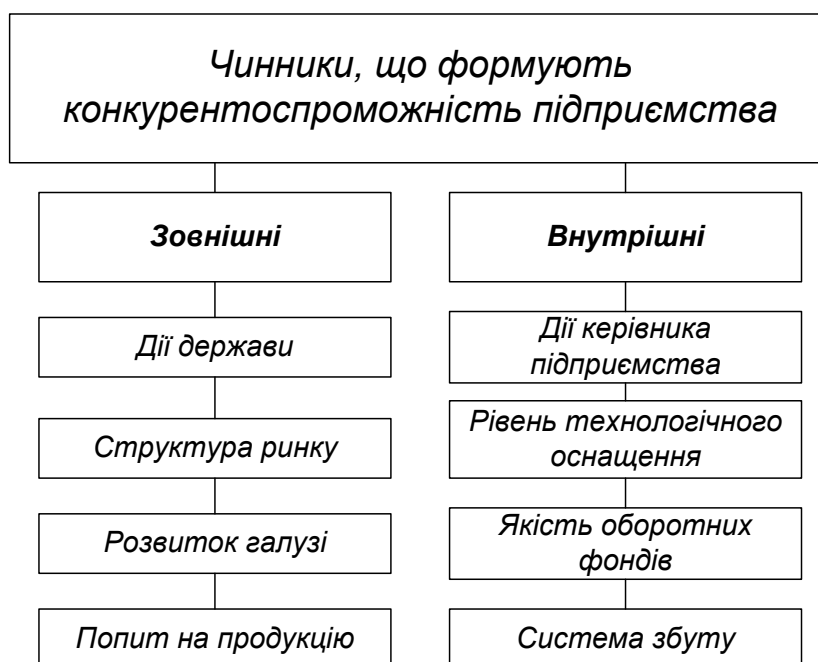 Чинники, що формують
конкурентоспроможність підприємства
Зовнішні
Дії держави
Структура ринку
Розвиток галузі
Попит на продукцію
Внутрішні
Дії керівника
підприємства
Рівень технологічного
оснащення
Якість оборотних
фондів
Система збуту